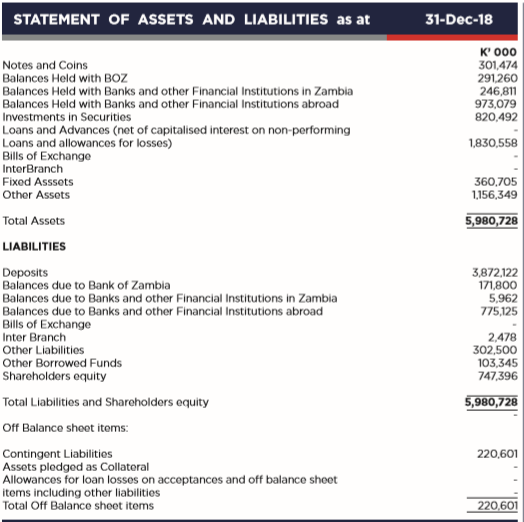 STATEMENT OF ASSETS AND LIABILITIES as at 31-Dec-18
K' 000
Notes and Coins 301,474
Balances Held with BOZ 291,260
Balances Held with Banks and other Financial Institutions in Zambia 246,811
Balances Held with Banks and other Financial Institutions abroad 973,079
Investments in Securities 820,492
Loans and Advances (net of capitalised interest on non-performing
Loans and allowances for losses) 1,830,558
Bills of Exchange -
InterBranch -
Fixed Asssets 360,705
Other Assets 1,156,349
Total Assets 5,980,728
LIABILITIES
Deposits 3,872,122
Balances due to Bank of Zambia 171,800
Balances due to Banks and other Financial Institutions in Zambia 5,962
Balances due to Banks and other Financial Institutions abroad 775,125
Bills of Exchange -
Inter Branch 2,478
Other Liabilities 302,500
Other Borrowed Funds 103,345
Shareholders equity 747,396
Total Liabilities and Shareholders equity 5,980,728
-
Off Balance sheet items:
Contingent Liabilities 220,601
Assets pledged as Collateral -
Allowances for loan losses on acceptances and off balance sheet -
items including other liabilities -
Total Off Balance sheet items 220,601